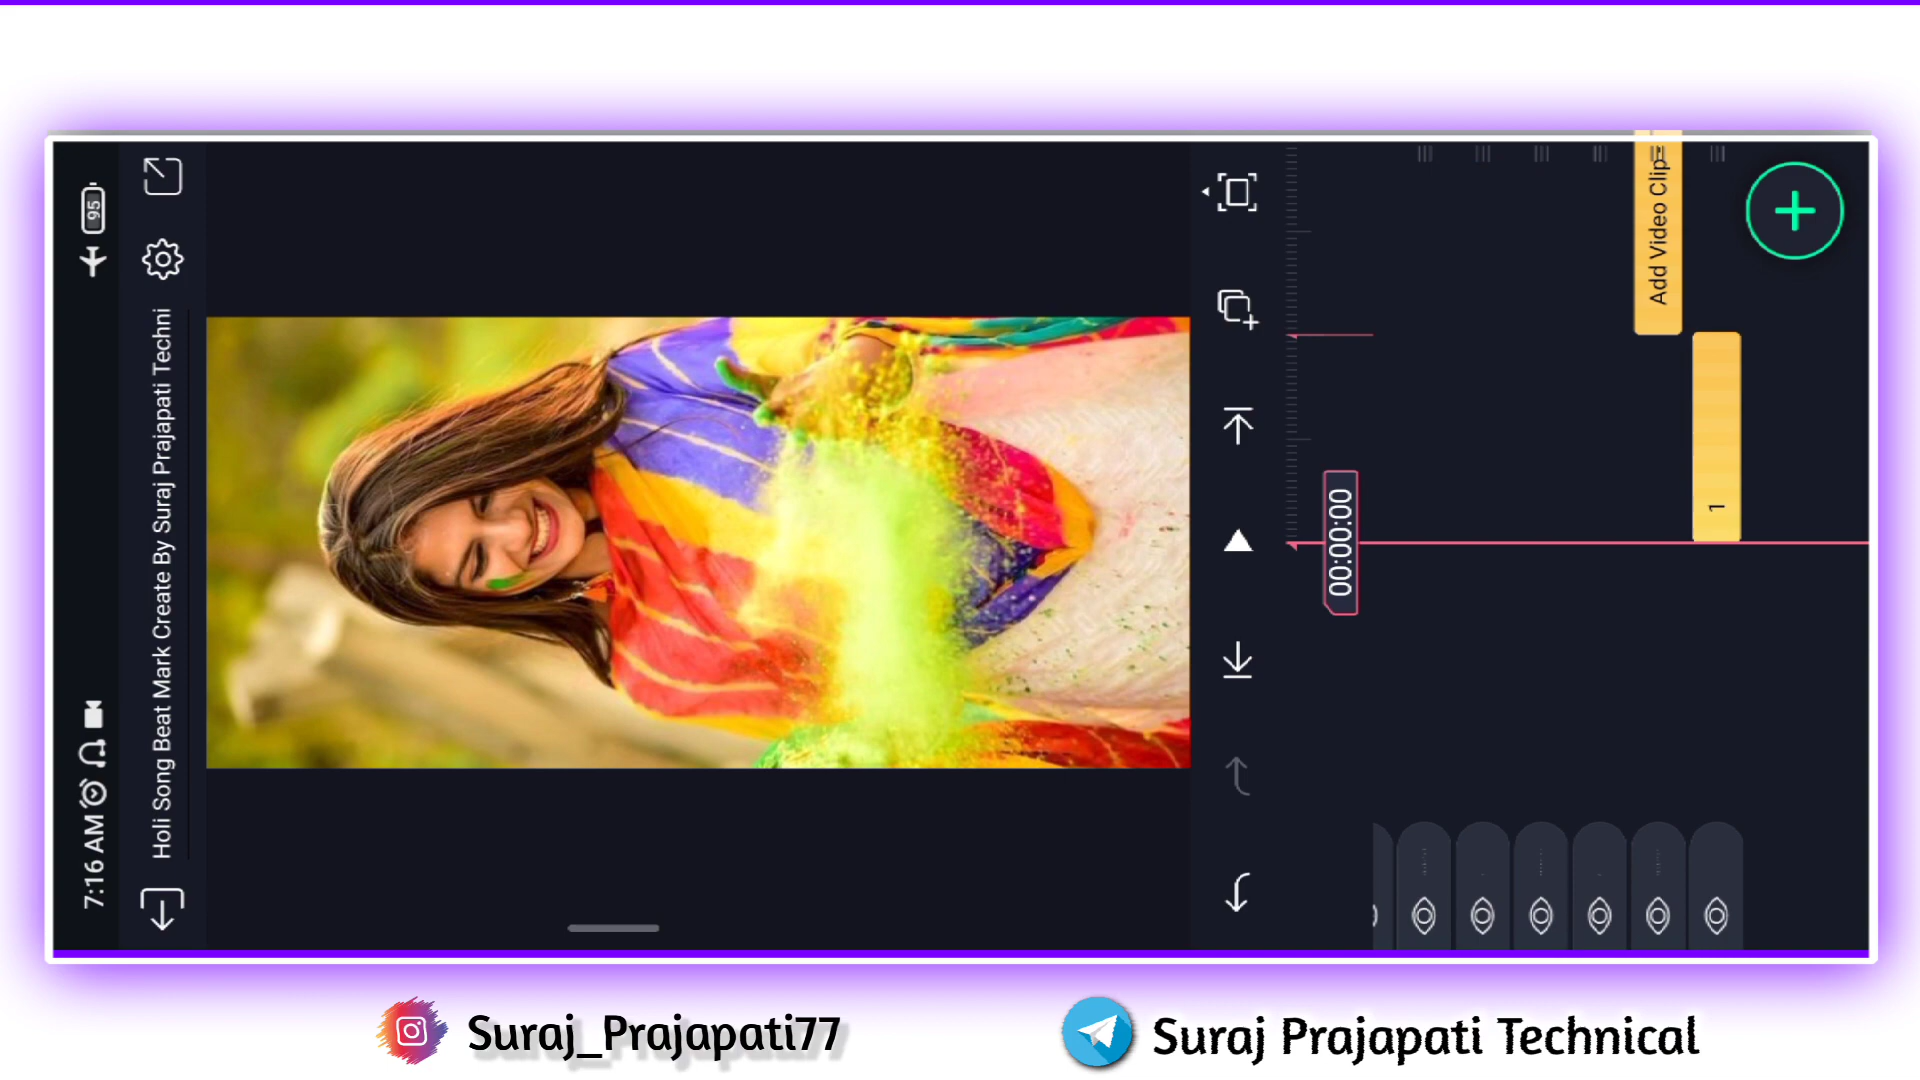 7:16 AM
95
Holi Song Beat Mark Create By Suraj Prajapati Techni
00:00:00
Add Video Clip
1
Suraj_Prajapati77
Suraj Prajapati Technical